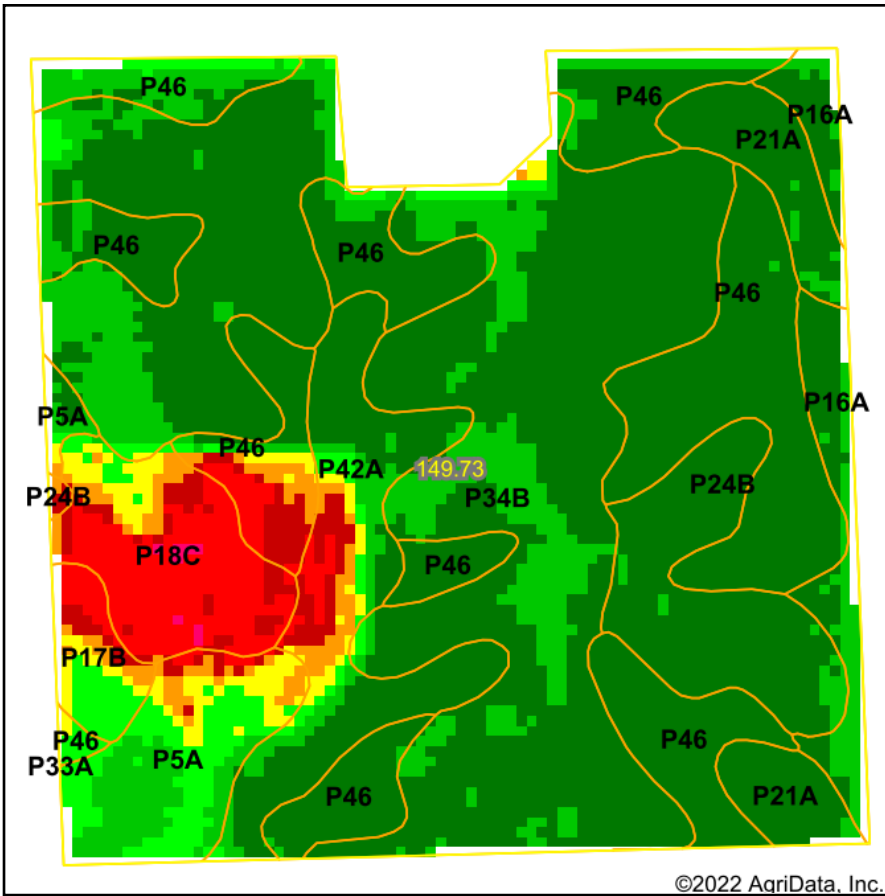 P46
P46
P16A
P21A
P46
P46
P46
P16A
P5A
P46
P42A
149.73
P24B
P34B
P24B
P18C
P46
P17B
P46
P46
P33A
P5A
P46
P21A
©2022 AgriData, Inc.